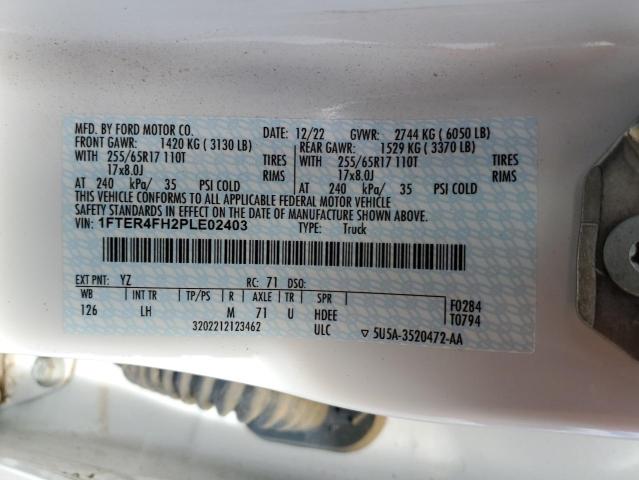 MFD. BY FORD MOTOR CO. DATE: 12/22 GVWR: 2744 KG ( 6050 LB)
FRONT GAWR: 1420 KG ( 3130 LB) REAR GAWR: 1529 KG ( 3370 LB)
WITH 255/65R17 110T TIRES WITH 255/65R17 110T TIRES
17x8.0J RIMS 17x8.0J RIMS
AT 240 kPa/ 35 PSI COLD AT 240 kPa/ 35 PSI COLD
THIS VEHICLE CONFORMS TO ALL APPLICABLE FEDERAL MOTOR VEHICLE
SAFETY STANDARDS IN EFFECT ON THE DATE OF MANUFACTURE SHOWN ABOVE.
VIN: 1FTER4FH2PLE02403 TYPE: Truck
EXT PNT: YZ RC: 71 DSO:
WB INT TR TP/PS R AXLE TR SPR
126 LH M 71 U HDEE
F0284
T0794
3202212123462 ULC
5U5A-3520472-AA